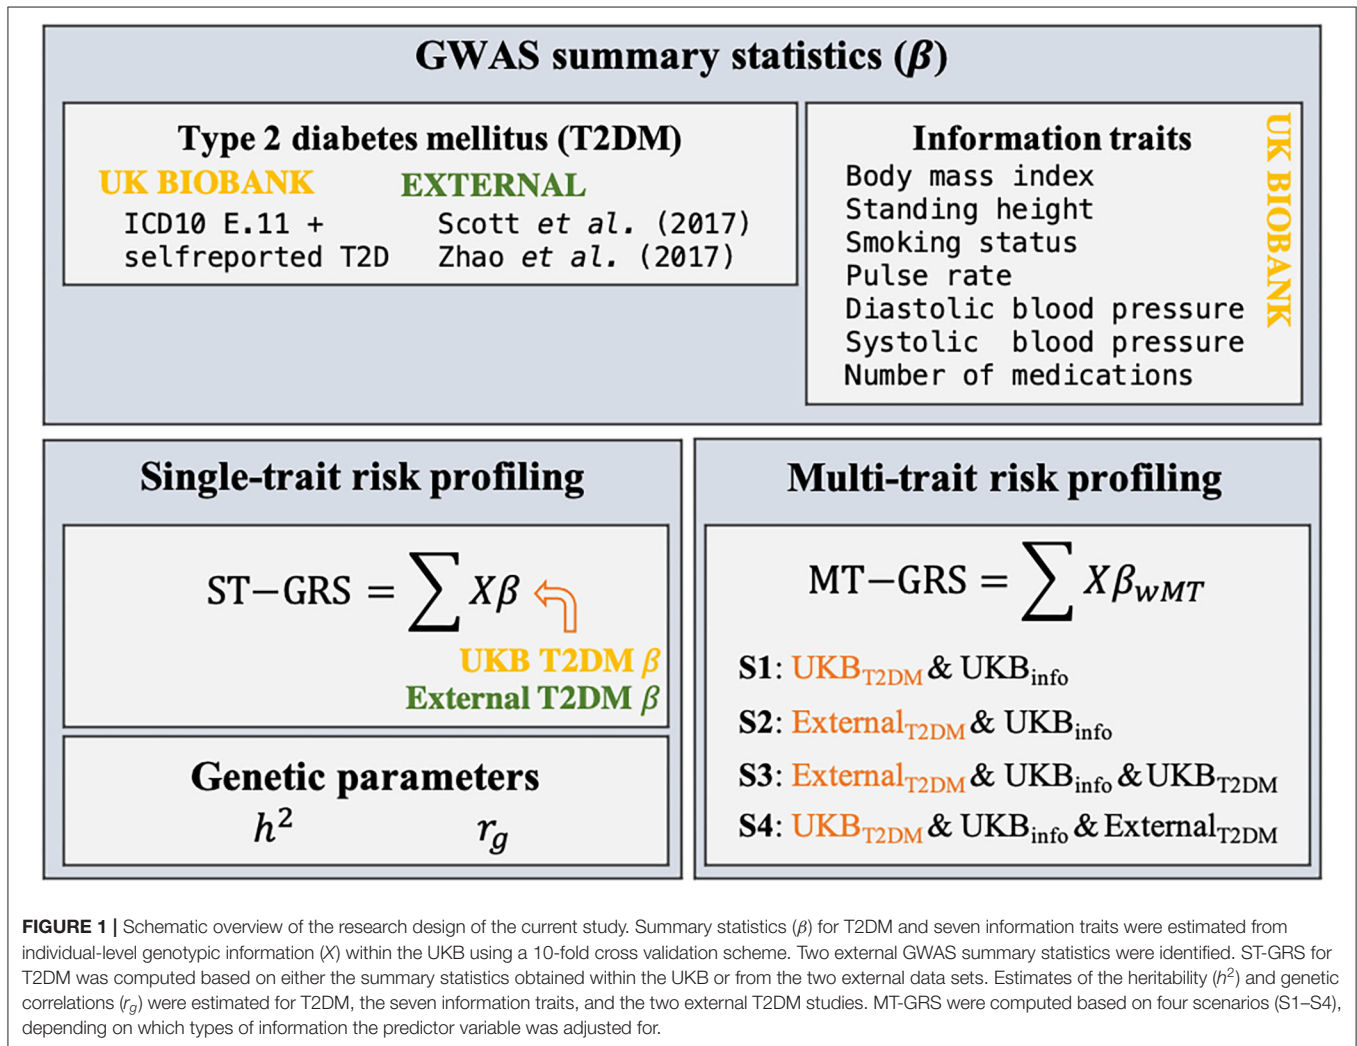 GWAS summary statistics (β)
Type 2 diabetes mellitus (T2DM)
UK BIOBANK
ICD10 E.11 +
selfreported T2D
EXTERNAL
Scott et al. (2017)
Zhao et al. (2017)
Information traits
Body mass index
Standing height
Smoking status
Pulse rate
Diastolic blood pressure
Systolic blood pressure
Number of medications
UK BIOBANK
Single-trait risk profiling
ST−GRS = ∑ Xβ
UKB T2DM β
External T2DM β
Genetic parameters
h² r_g
Multi-trait risk profiling
MT−GRS = ∑ Xβ_wMT
S1: UKB_T2DM & UKB_info
S2: External_T2DM & UKB_info
S3: External_T2DM & UKB_info & UKB_T2DM
S4: UKB_T2DM & UKB_info & External_T2DM
FIGURE 1 | Schematic overview of the research design of the current study. Summary statistics (β) for T2DM and seven information traits were estimated from
individual-level genotypic information (X) within the UKB using a 10-fold cross validation scheme. Two external GWAS summary statistics were identified. ST-GRS for
T2DM was computed based on either the summary statistics obtained within the UKB or from the two external data sets. Estimates of the heritability (h²) and genetic
correlations (r_g) were estimated for T2DM, the seven information traits, and the two external T2DM studies. MT-GRS were computed based on four scenarios (S1–S4),
depending on which types of information the predictor variable was adjusted for.